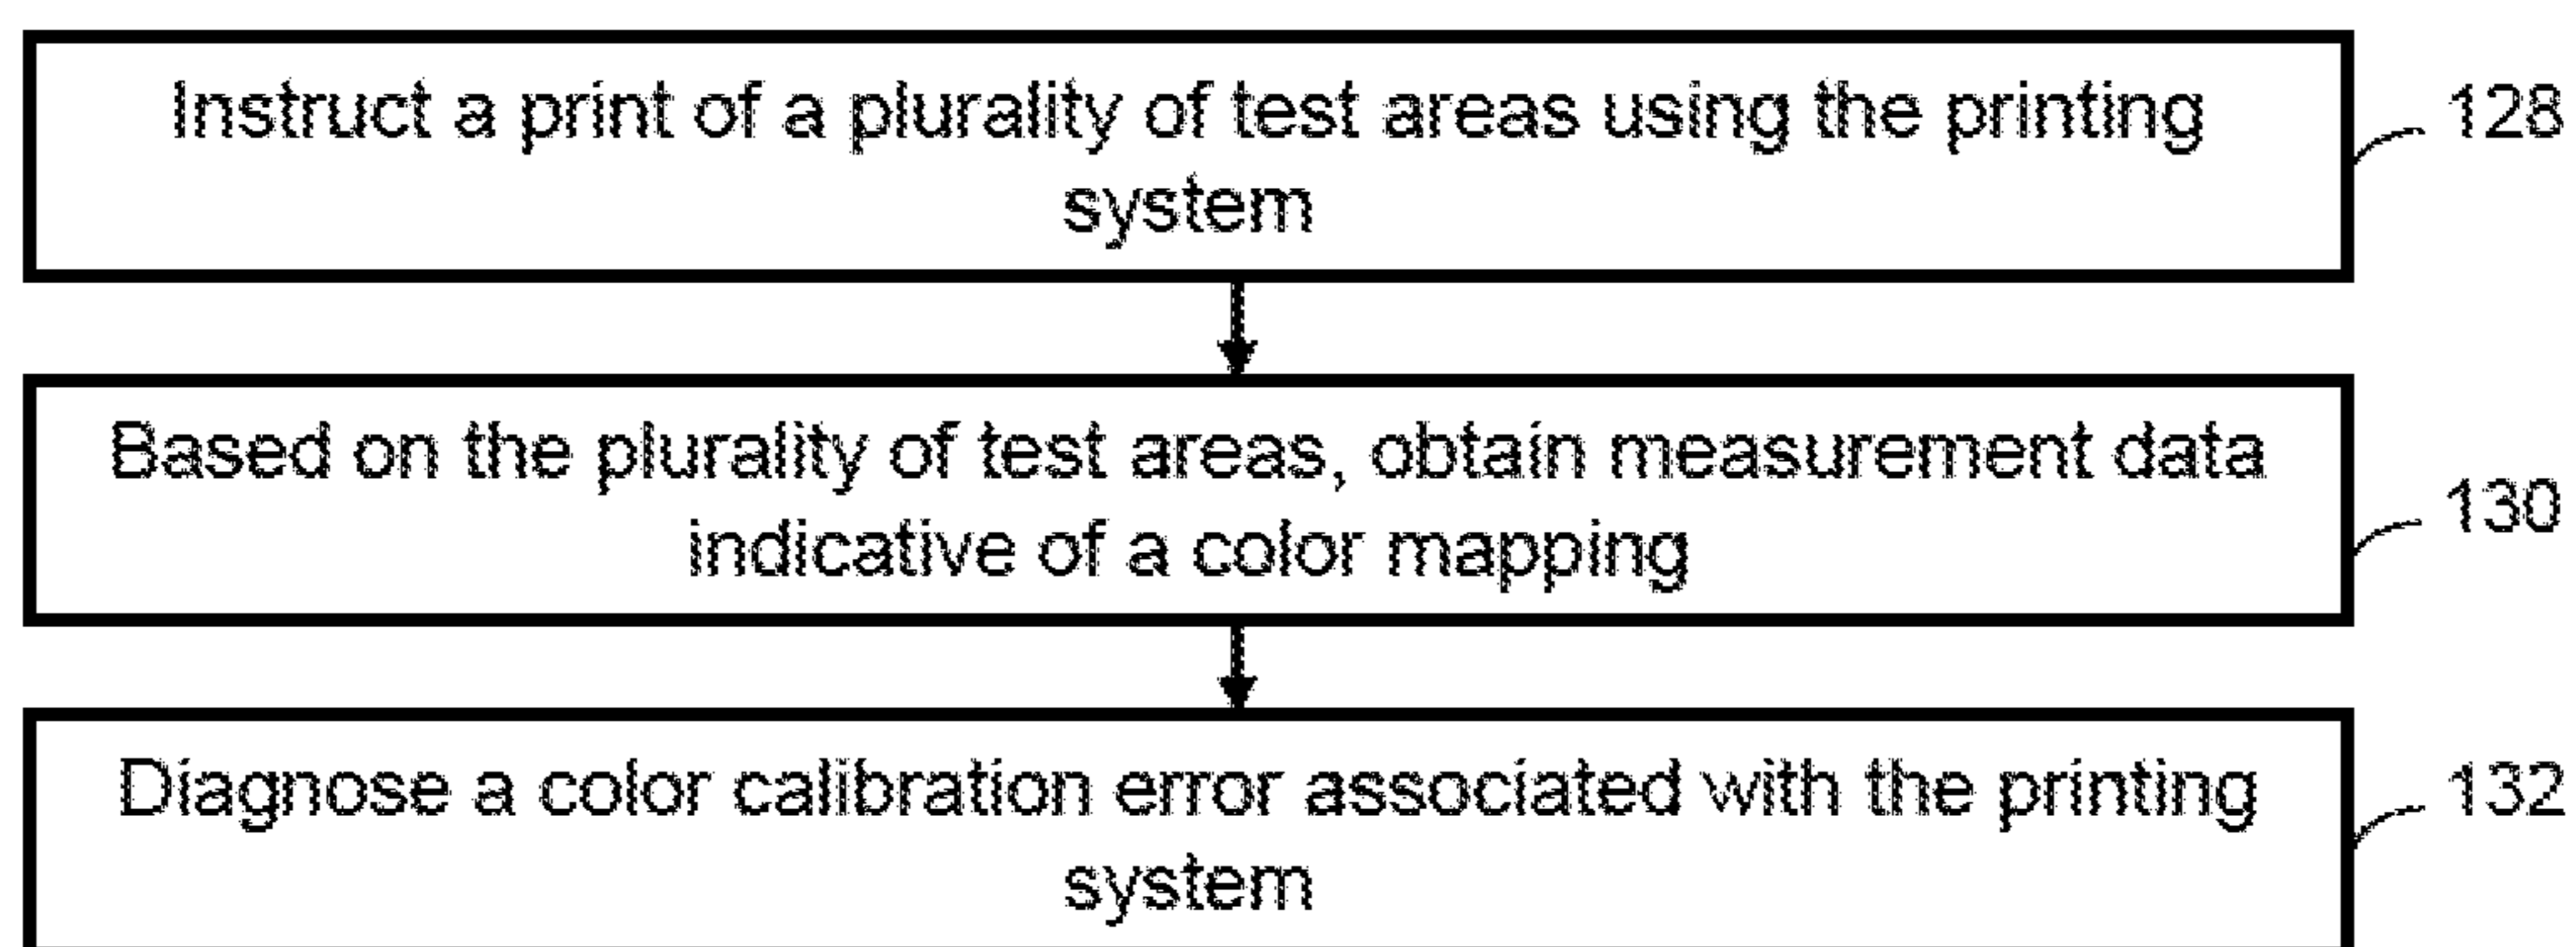 Instruct a print of a plurality of test areas using the printing
system
128
Based on the plurality of test areas, obtain measurement data
indicative of a color mapping
130
Diagnose a color calibration error associated with the printing
system
132